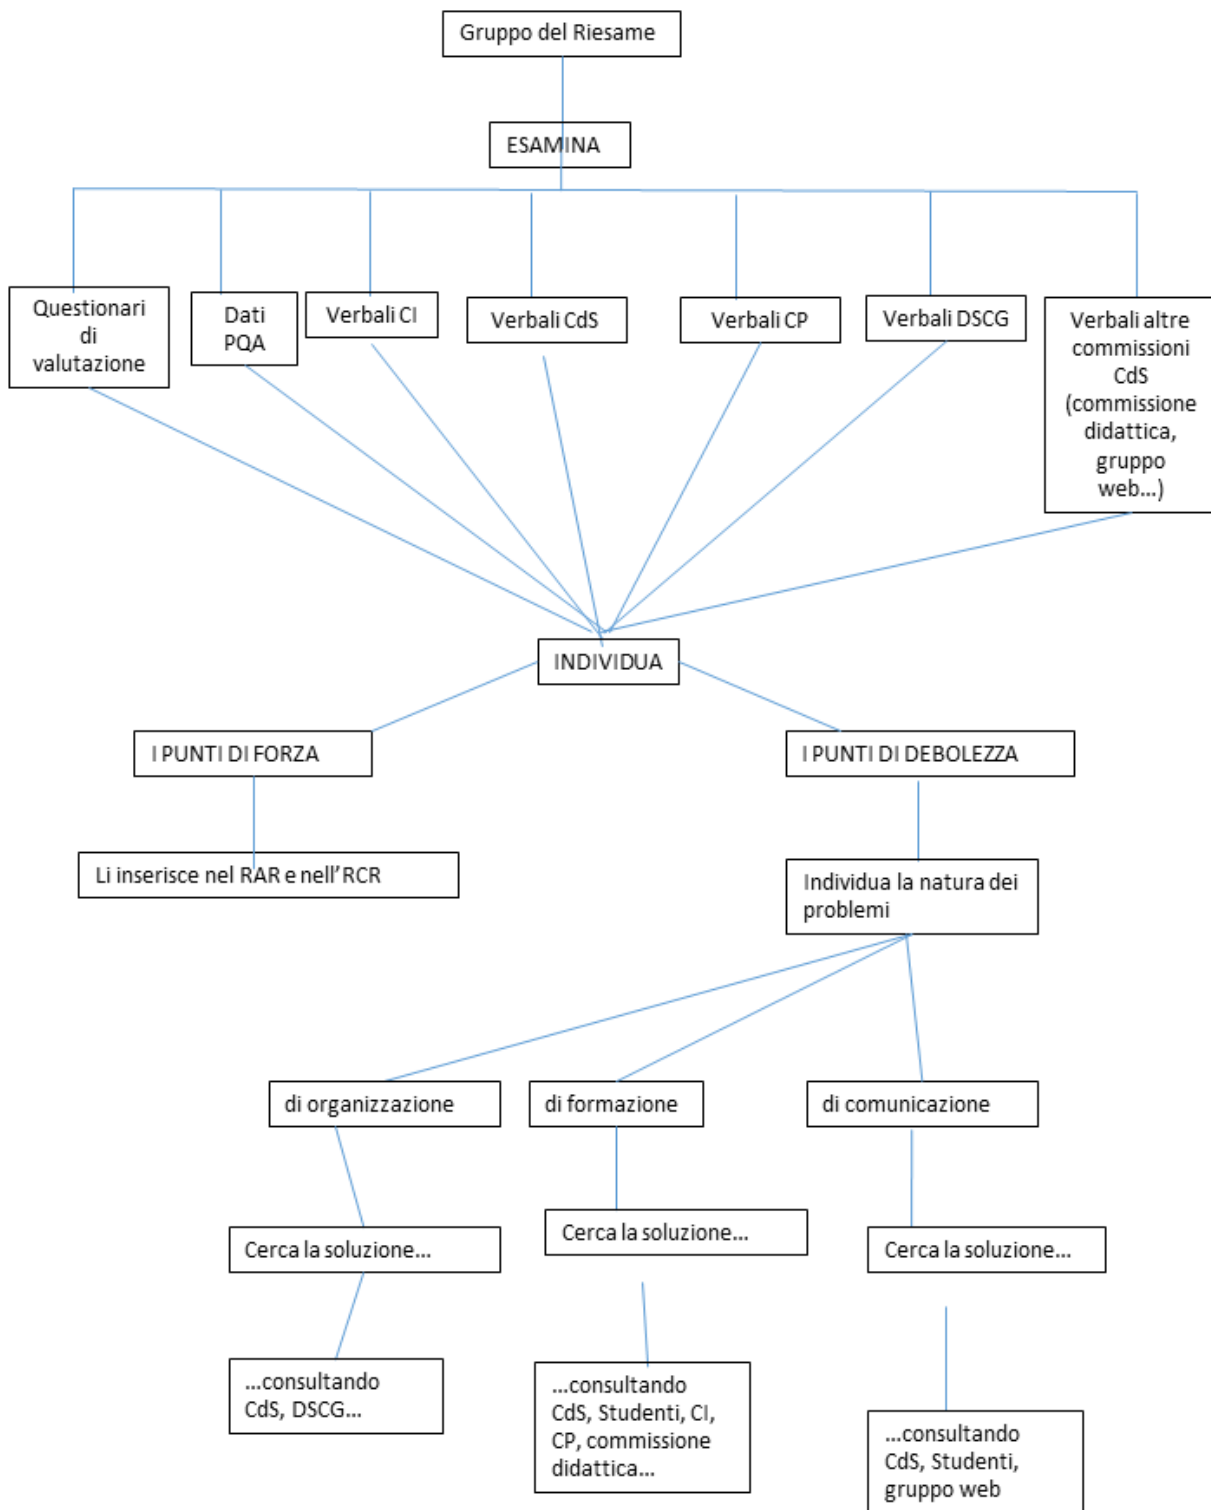 Gruppo del Riesame
ESAMINA
Questionari
di
valutazione
Dati
PQA
Verbali CI
Verbali CdS
Verbali CP
Verbali DSCG
Verbali altre
commissioni
CdS
(commissione
didattica,
gruppo
web...)
INDIVIDUA
I PUNTI DI FORZA
I PUNTI DI DEBOLEZZA
Li inserisce nel RAR e nell’RCR
Individua la natura dei
problemi
di organizzazione
di formazione
di comunicazione
Cerca la soluzione...
Cerca la soluzione...
Cerca la soluzione...
...consultando
CdS, DSCG...
...consultando
CdS, Studenti, CI,
CP, commissione
didattica...
...consultando
CdS, Studenti,
gruppo web